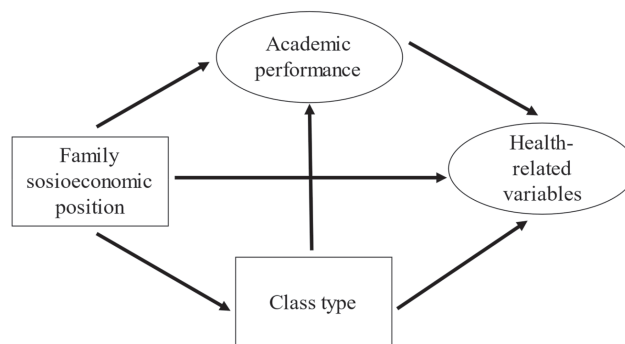 Academic
performance
Family
sosioeconomic
position
Health-
related
variables
Class type